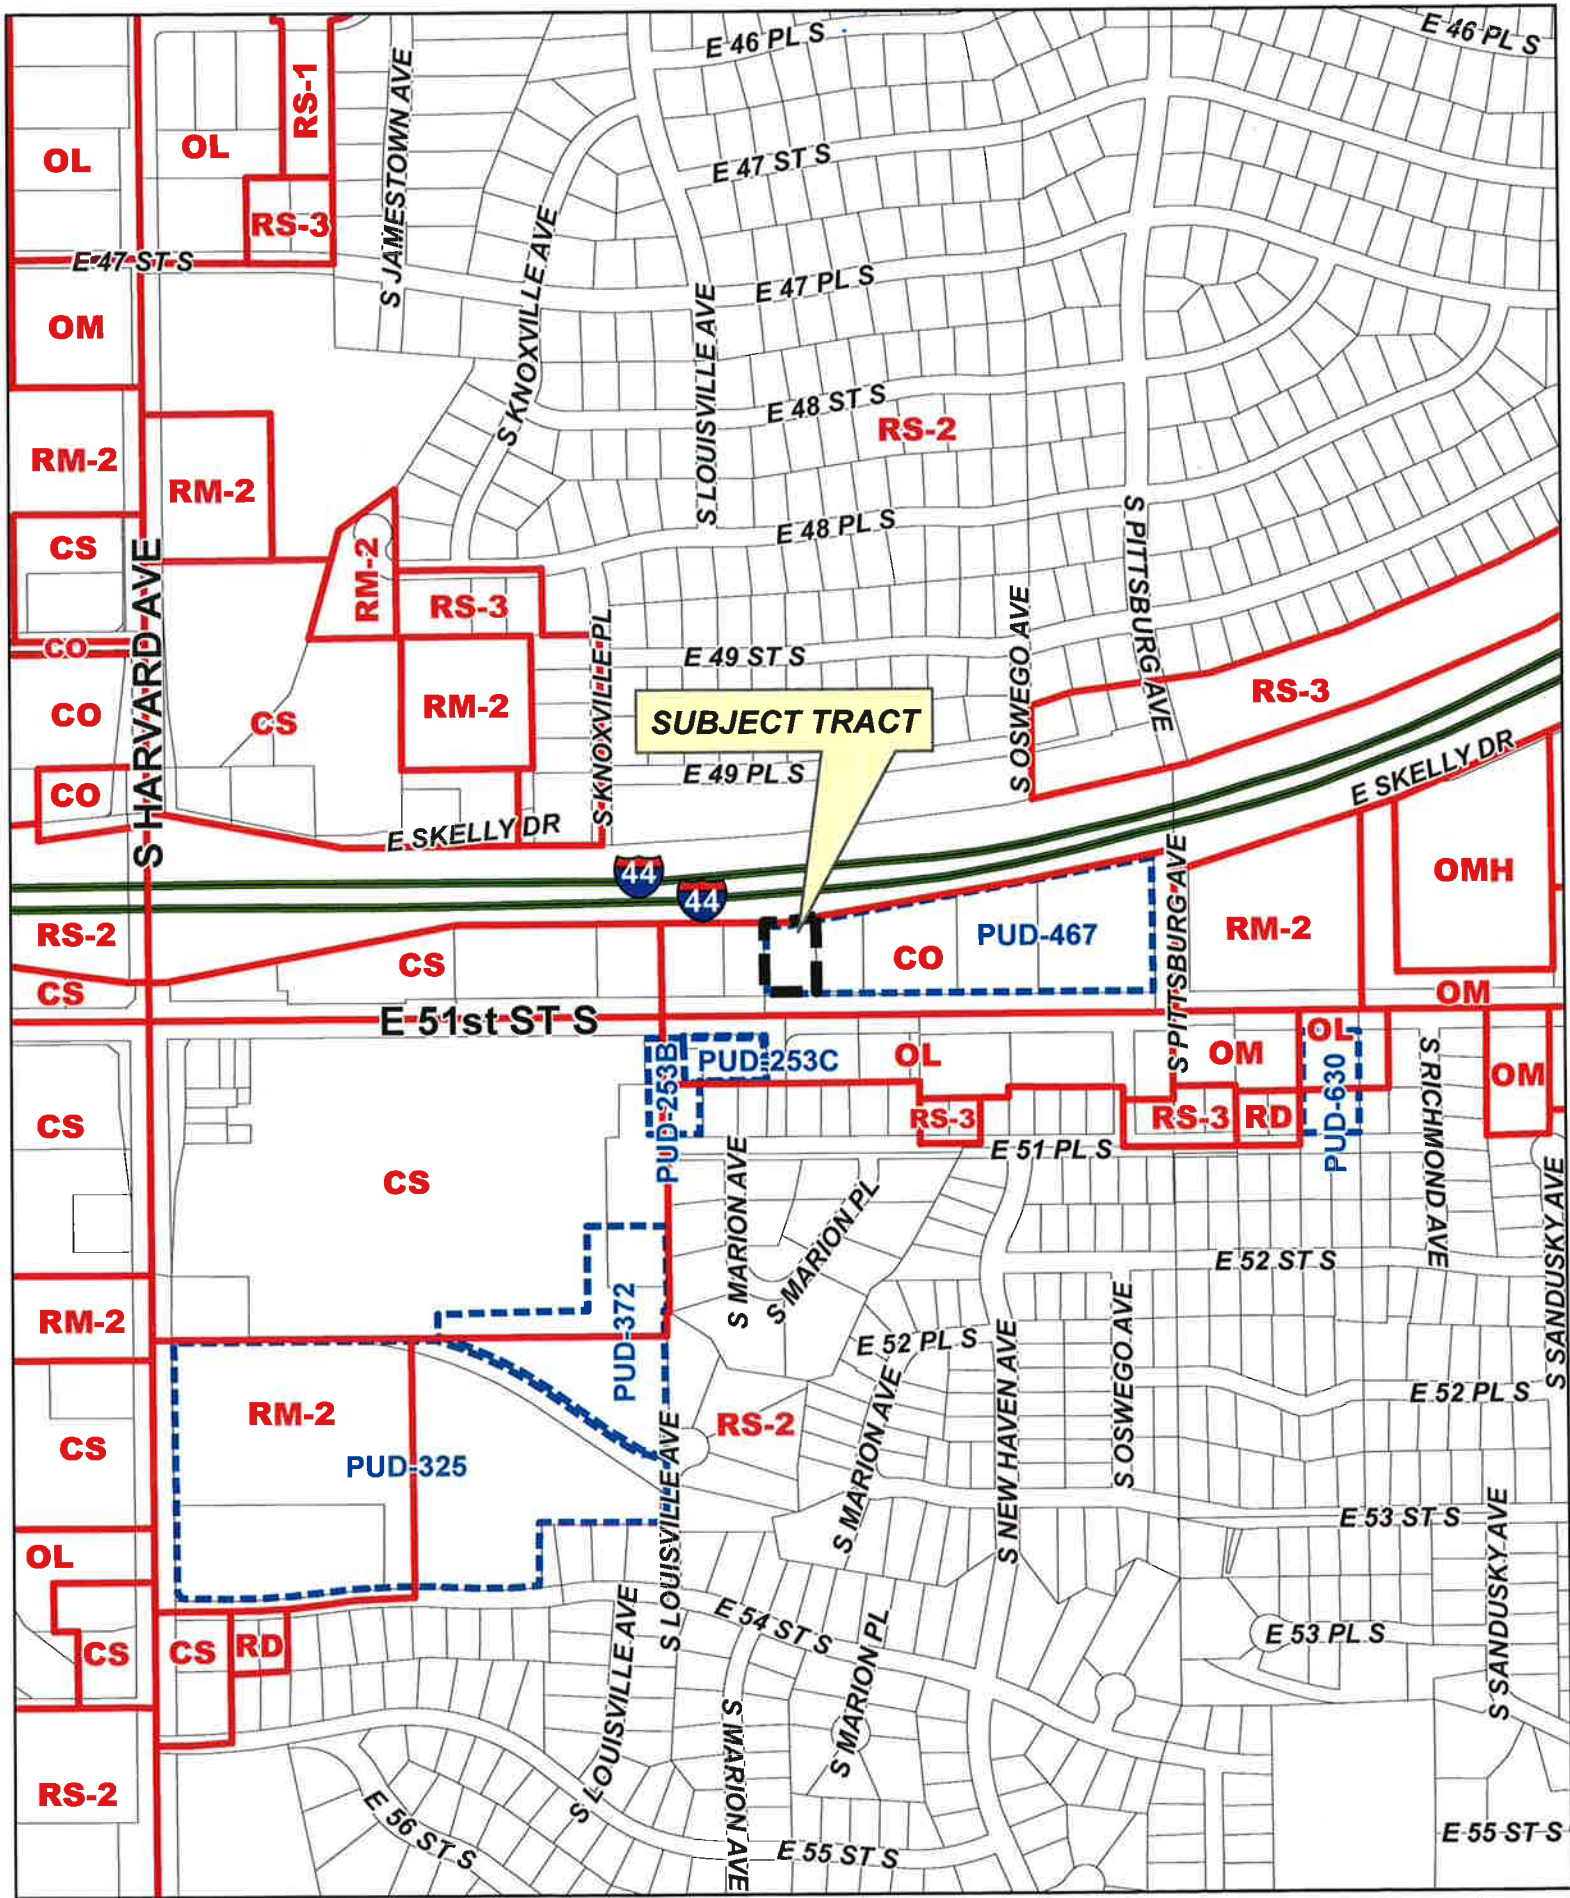 E 46 PL S
E 46 PL S
RS-1
S JAMESTOWN AVE
OL
OL
E 47 ST S
RS-3
E 47 ST S
S KNOXVILLE AVE
E 47 PL S
OM
S LOUISVILLE AVE
E 48 ST S
RS-2
RM-2
RM-2
E 48 PL S
S PITTSBURG AVE
CS
RM-2
RS-3
S HARVARD AVE
CO
S KNOXVILLE PL
E 49 ST S
S OSWEGO AVE
RS-3
CO
CS
RM-2
SUBJECT TRACT
E 49 PL S
CO
E SKELLY DR
E SKELLY DR
44
44
OMH
RS-2
CS
CO
PUD-467
S PITTSBURG AVE
RM-2
CS
OM
E 51st ST S
PUD-253B
PUD-253C
OL
OM
OL
PUD-630
S RICHMOND AVE
OM
CS
RS-3
RS-3
RD
E 51 PL S
CS
S MARION AVE
S MARION PL
E 52 ST S
S SANDUSKY AVE
RM-2
PUD-372
E 52 PL S
S NEW HAVEN AVE
S OSWEGO AVE
E 52 PL S
RM-2
RS-2
S MARION AVE
CS
PUD-325
S LOUISVILLE AVE
E 53 ST S
S SANDUSKY AVE
OL
S LOUISVILLE AVE
E 54 ST S
S MARION PL
E 53 PL S
CS
CS
RD
S MARION AVE
RS-2
E 56 ST S
E 55 ST S
E 55 ST S